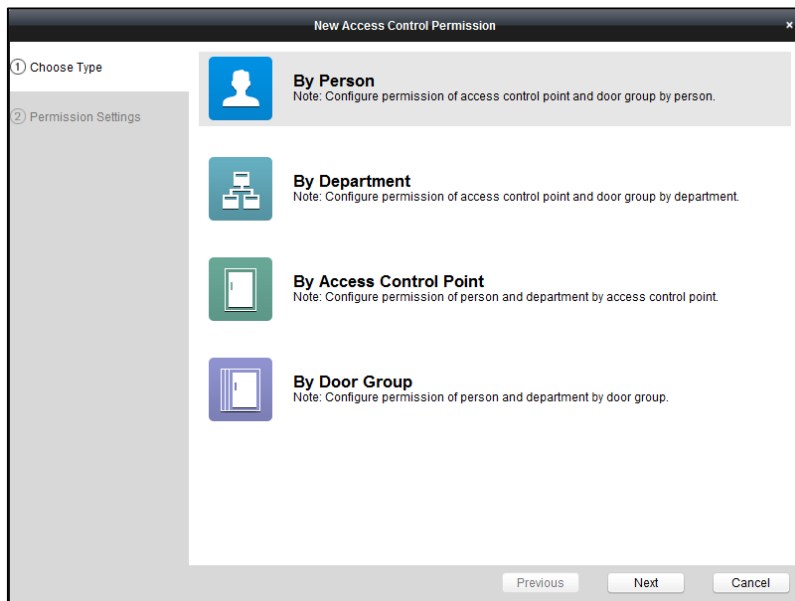 New Access Control Permission ×
1 Choose Type
2 Permission Settings
By Person
Note: Configure permission of access control point and door group by person.
By Department
Note: Configure permission of access control point and door group by department.
By Access Control Point
Note: Configure permission of person and department by access control point.
By Door Group
Note: Configure permission of person and department by door group.
Previous Next Cancel